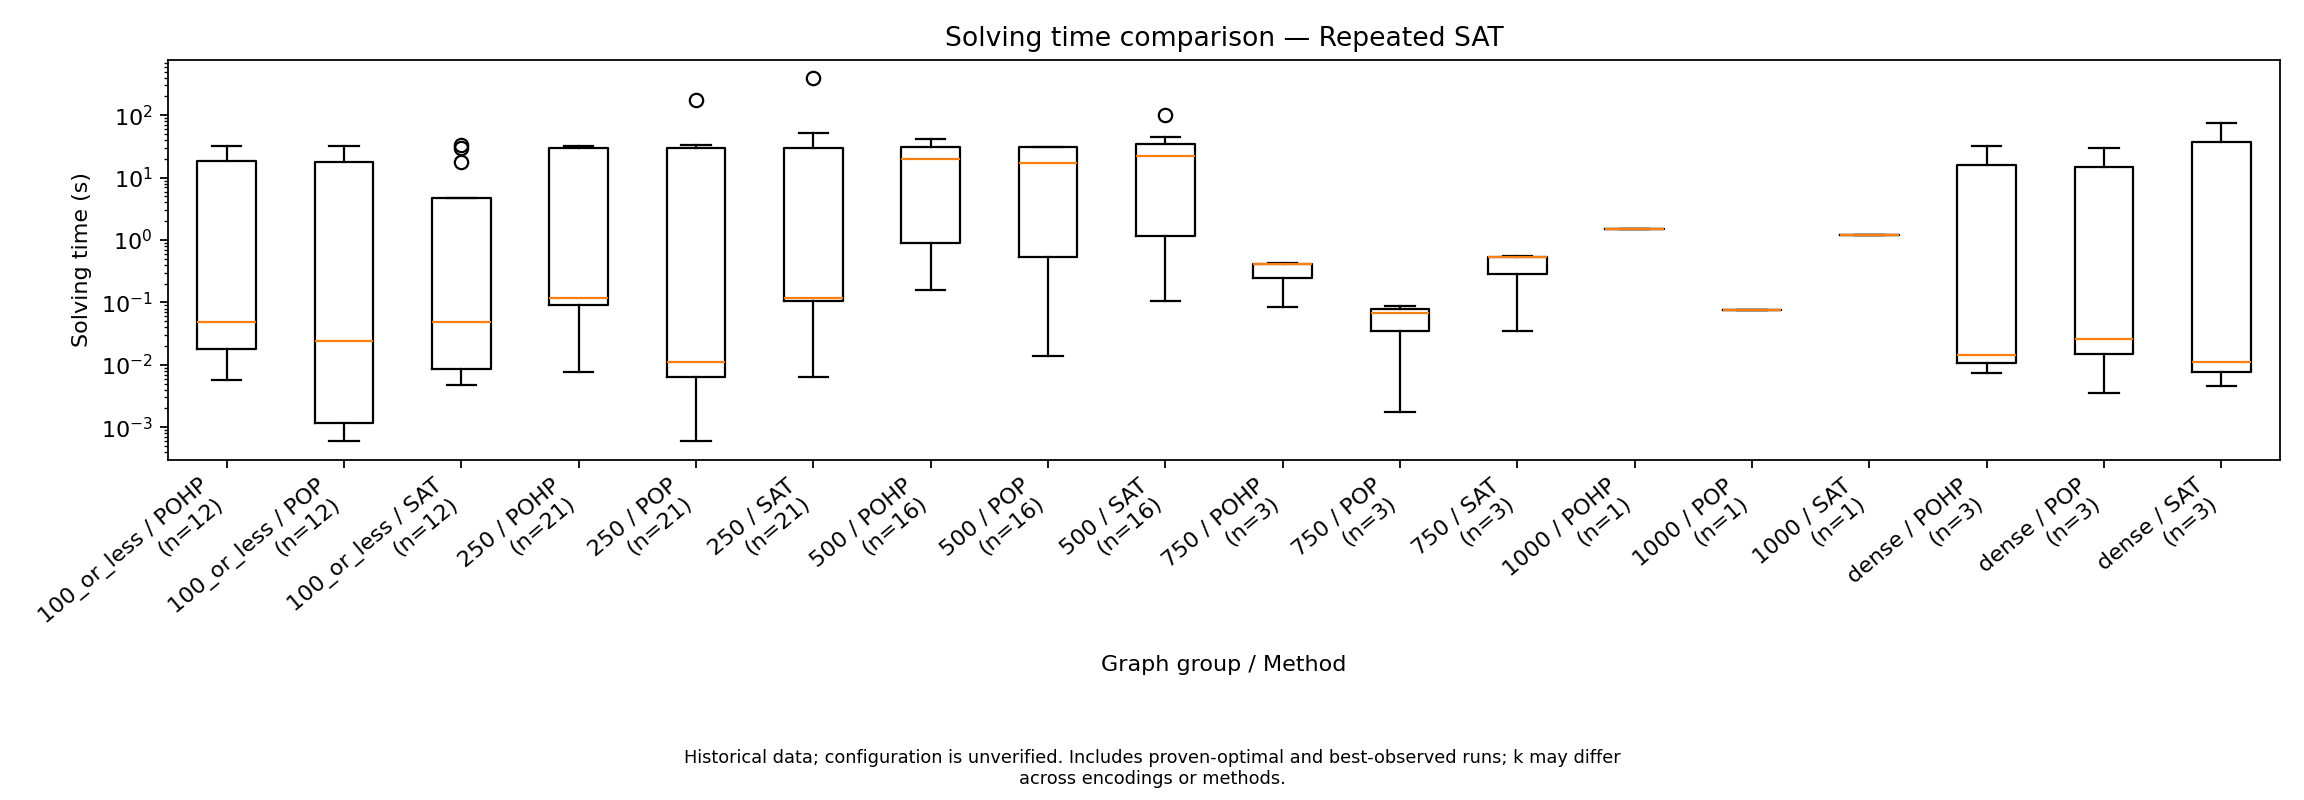 Solving time comparison — Repeated SAT
Solving time (s)
10²
10¹
10⁰
10⁻¹
10⁻²
10⁻³
100_or_less / POHP
(n=12)
100_or_less / POP
(n=12)
100_or_less / SAT
(n=12)
250 / POHP
(n=21)
250 / POP
(n=21)
250 / SAT
(n=21)
500 / POHP
(n=16)
500 / POP
(n=16)
500 / SAT
(n=16)
750 / POHP
(n=3)
750 / POP
(n=3)
750 / SAT
(n=3)
1000 / POHP
(n=1)
1000 / POP
(n=1)
1000 / SAT
(n=1)
dense / POHP
(n=3)
dense / POP
(n=3)
dense / SAT
(n=3)
Graph group / Method
Historical data; configuration is unverified. Includes proven-optimal and best-observed runs; k may differ
across encodings or methods.